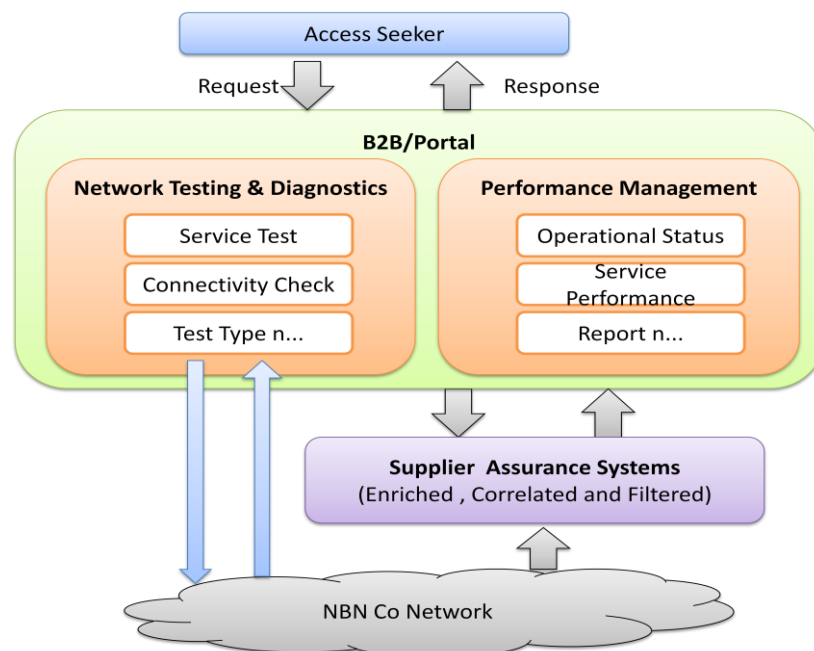 Access Seeker
Request
Response
B2B/Portal
Network Testing & Diagnostics
Service Test
Connectivity Check
Test Type n...
Performance Management
Operational Status
Service
Performance
Report n...
Supplier Assurance Systems
(Enriched , Correlated and Filtered)
NBN Co Network